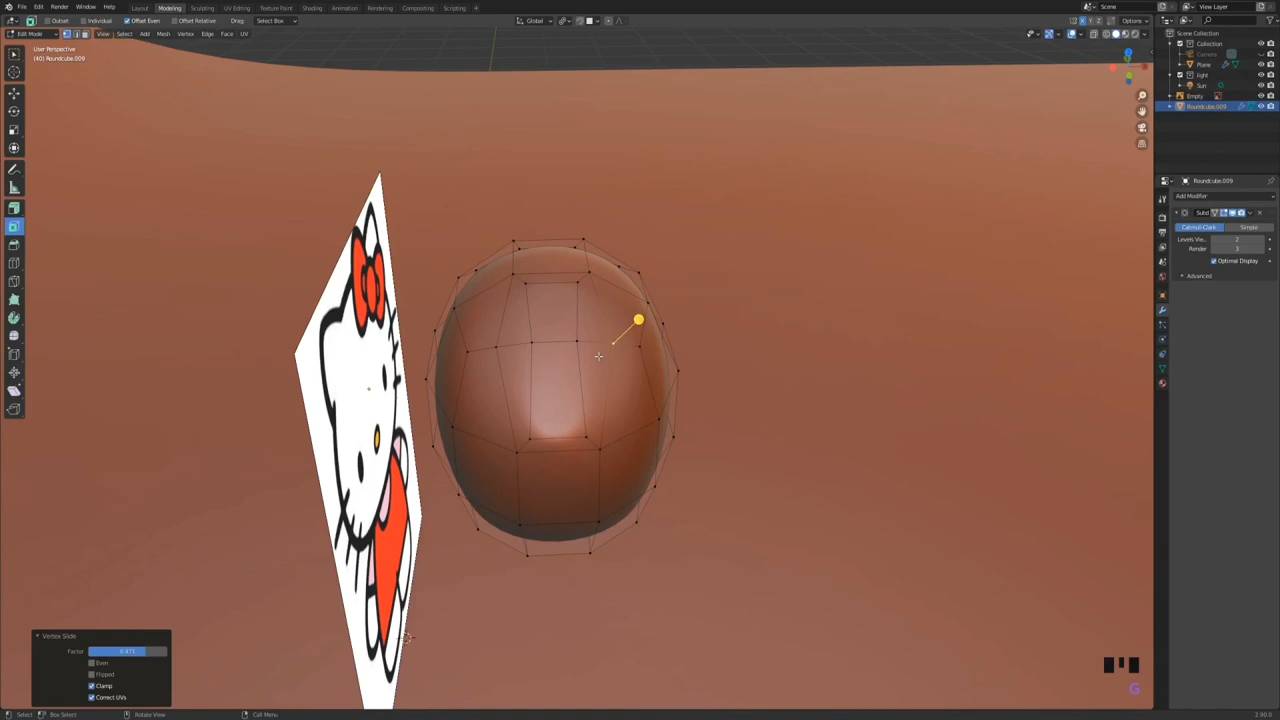 File Edit Render Window Help Layout Modeling Sculpting UV Editing Texture Paint Shading Animation Rendering Compositing Scripting Scene View Layer
Outset Individual Offset Even Offset Relative Drag: Select Box Global Options
Edit Mode View Select Add Mesh Vertex Edge Face UV
User Perspective
(40) Roundcube.009
X Y Z
Scene Collection
Collection
Camera
Plane
light
Sun
Empty
Roundcube.009
Roundcube.009
Add Modifier
Subd
Catmull-Clark Simple
Levels Vie.. 2
Render 3
Optimal Display
Advanced
Vertex Slide
Factor 0.471
Even
Flipped
Clamp
Correct UVs
G
Select Box Select Rotate View Call Menu 2.90.0